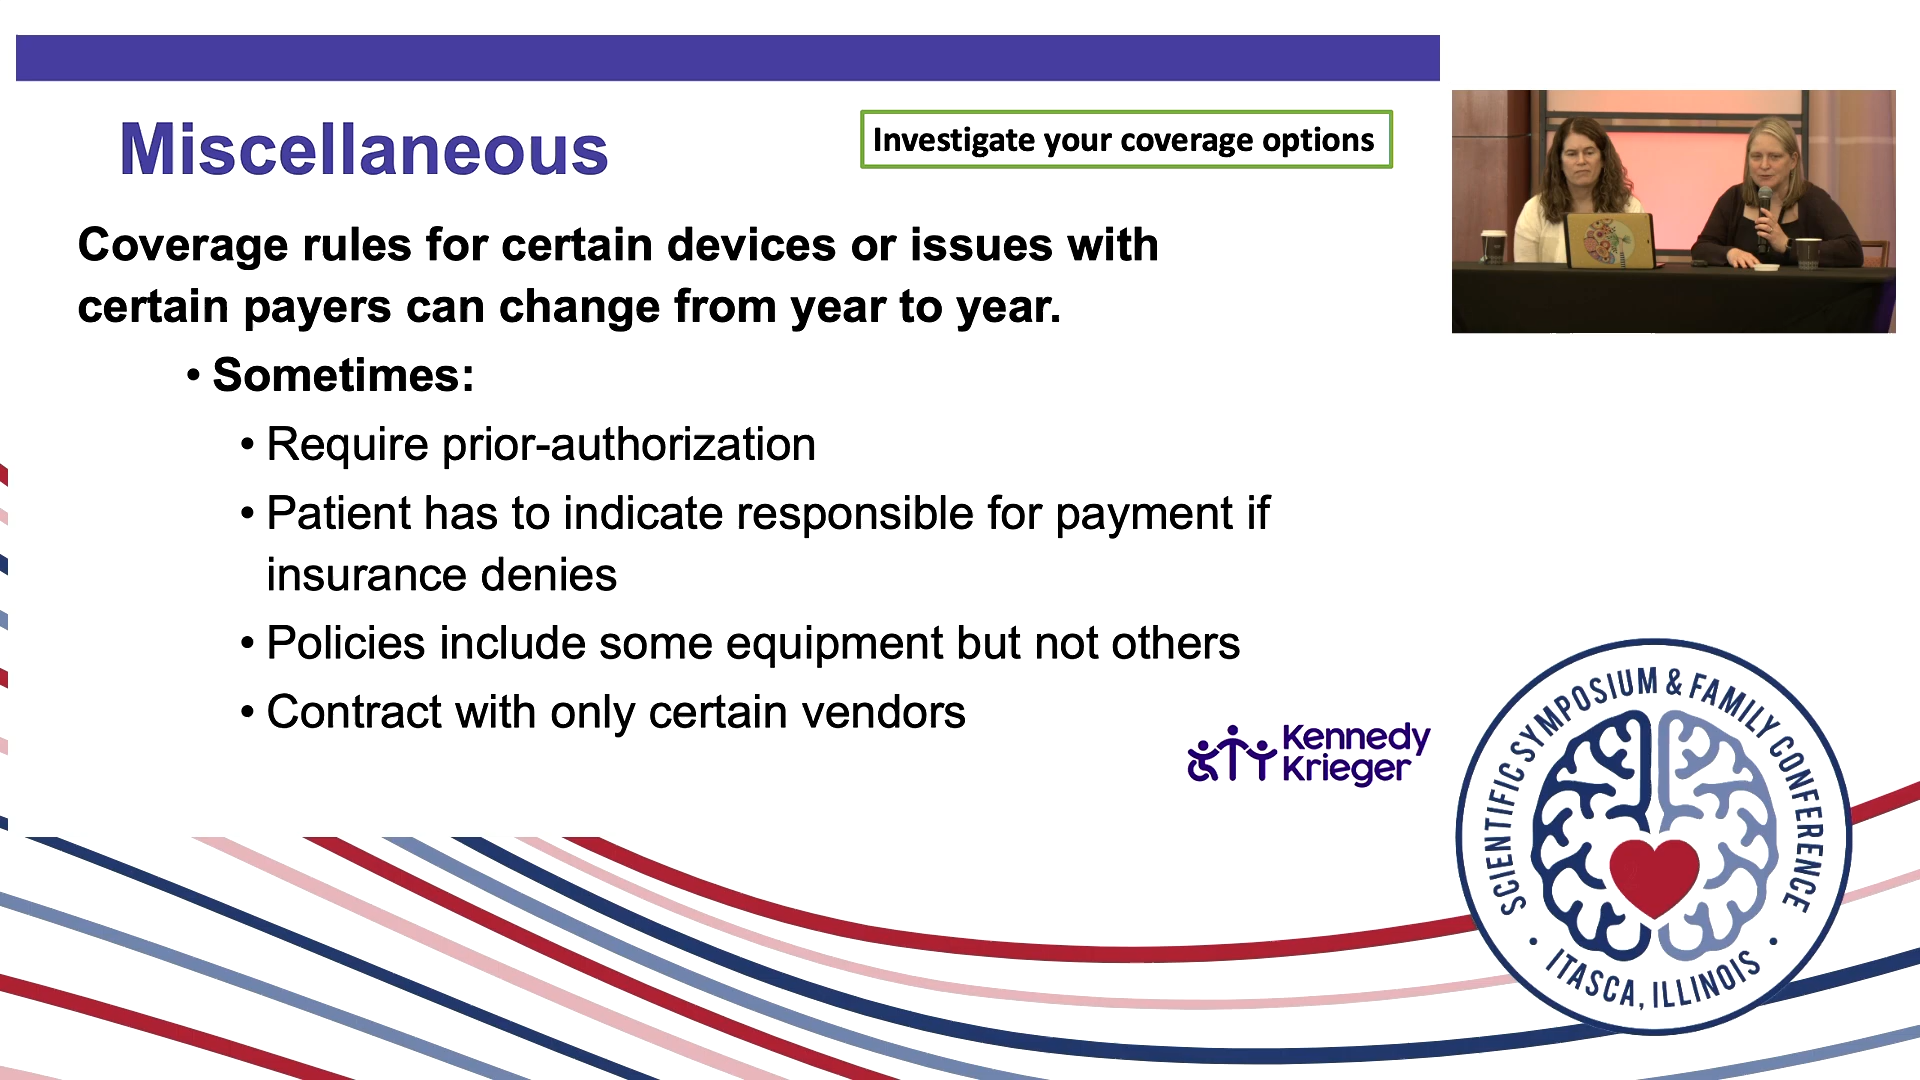 Miscellaneous
Investigate your coverage options
Coverage rules for certain devices or issues with
certain payers can change from year to year.
• Sometimes:
• Require prior-authorization
• Patient has to indicate responsible for payment if
insurance denies
• Policies include some equipment but not others
• Contract with only certain vendors
Kennedy
Krieger
SCIENTIFIC SYMPOSIUM & FAMILY CONFERENCE
• ITASCA, ILLINOIS •